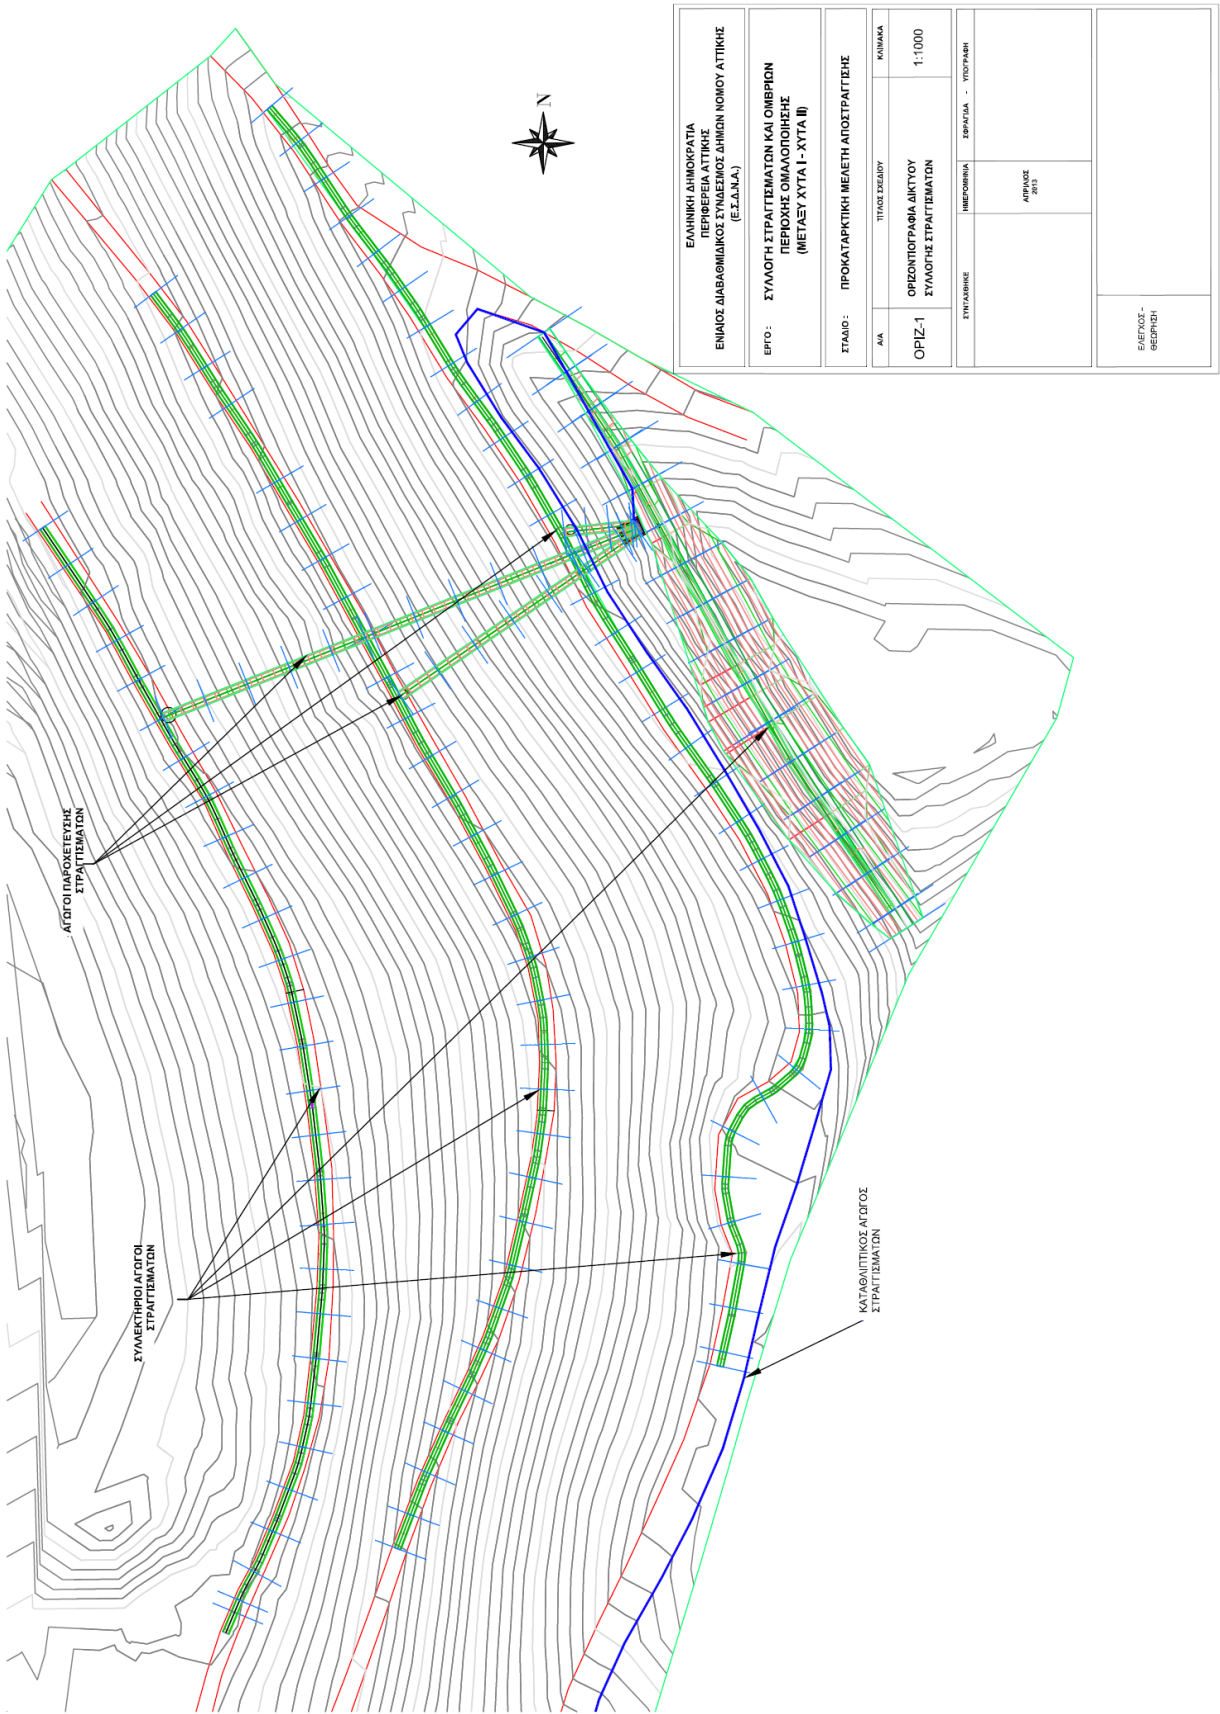 ΕΛΛΗΝΙΚΗ ΔΗΜΟΚΡΑΤΙΑ
ΠΕΡΙΦΕΡΕΙΑ ΑΤΤΙΚΗΣ
ΕΝΙΑΙΟΣ ΔΙΑΒΑΘΜΙΔΙΚΟΣ ΣΥΝΔΕΣΜΟΣ ΔΗΜΩΝ ΝΟΜΟΥ ΑΤΤΙΚΗΣ
(Ε.Σ.Δ.Ν.Α.)
ΕΡΓΟ : ΣΥΛΛΟΓΗ ΣΤΡΑΓΓΙΣΜΑΤΩΝ ΚΑΙ ΟΜΒΡΙΩΝ
ΠΕΡΙΟΧΗΣ ΟΜΑΛΟΠΟΙΗΣΗΣ
(ΜΕΤΑΞΥ ΧΥΤΑ Ι - ΧΥΤΑ ΙΙ)
ΣΤΑΔΙΟ : ΠΡΟΚΑΤΑΡΚΤΙΚΗ ΜΕΛΕΤΗ ΑΠΟΣΤΡΑΓΓΙΣΗΣ
Α/Α ΤΙΤΛΟΣ ΣΧΕΔΙΟΥ ΚΛΙΜΑΚΑ
ΟΡΙΖ-1 ΟΡΙΖΟΝΤΙΟΓΡΑΦΙΑ ΔΙΚΤΥΟΥ
ΣΥΛΛΟΓΗΣ ΣΤΡΑΓΓΙΣΜΑΤΩΝ
1:1000
ΣΥΝΤΑΧΘΗΚΕ ΗΜΕΡΟΜΗΝΙΑ ΣΦΡΑΓΙΔΑ - ΥΠΟΓΡΑΦΗ
ΑΠΡΙΛΙΟΣ
2013
ΕΛΕΓΧΟΣ -
ΘΕΩΡΗΣΗ
N
ΑΓΩΓΟΙ ΠΑΡΟΧΕΤΕΥΣΗΣ
ΣΤΡΑΓΓΙΣΜΑΤΩΝ
ΣΥΛΛΕΚΤΗΡΙΟΙ ΑΓΩΓΟΙ
ΣΤΡΑΓΓΙΣΜΑΤΩΝ
ΚΑΤΑΘΛΙΠΤΙΚΟΣ ΑΓΩΓΟΣ
ΣΤΡΑΓΓΙΣΜΑΤΩΝ